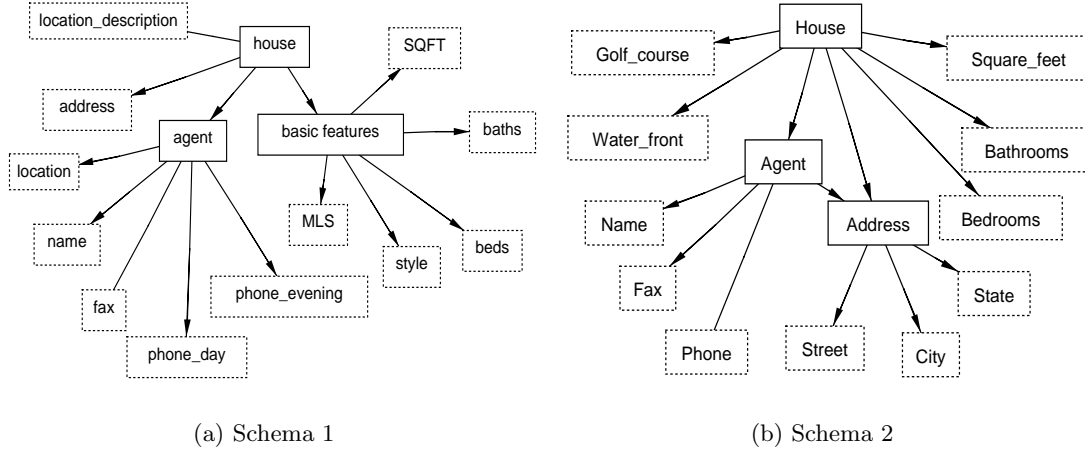 location_description
house
SQFT
address
agent
basic features
baths
location
name
MLS
style
beds
fax
phone_evening
phone_day
(a) Schema 1
House
Golf_course
Square_feet
Water_front
Agent
Bathrooms
Name
Address
Bedrooms
Fax
State
Phone
Street
City
(b) Schema 2